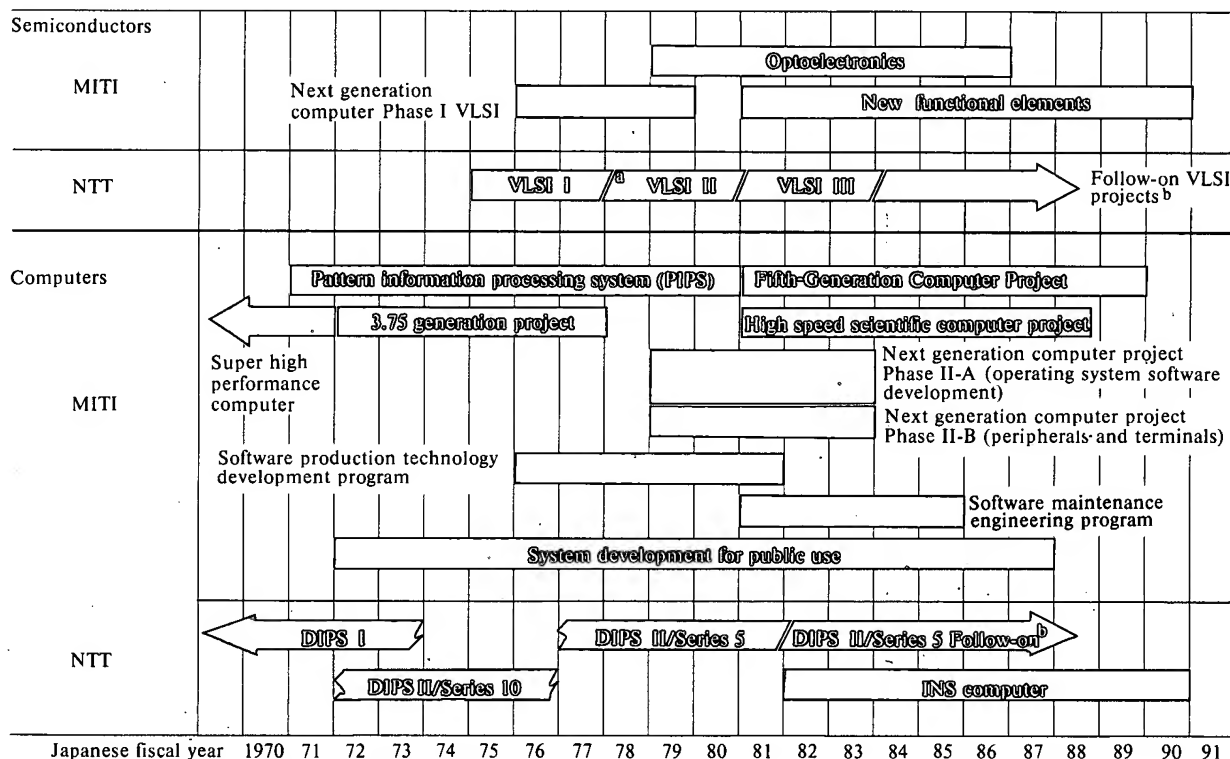 Semiconductors
MITI
Optoelectronics
Next generation
computer Phase I VLSI
New functional elements
NTT
VLSI I
a
VLSI II
VLSI III
Follow-on VLSI
projects b
Computers
Pattern information processing system (PIPS)
Fifth-Generation Computer Project
3.75 generation project
High speed scientific computer project
Super high
performance
computer
MITI
Next generation computer project
Phase II-A (operating system software
development)
Next generation computer project
Phase II-B (peripherals and terminals)
Software production technology
development program
Software maintenance
engineering program
System development for public use
NTT
DIPS I
DIPS II/Series 5
DIPS II/Series 5 Follow-on b
DIPS II/Series 10
INS computer
Japanese fiscal year 1970 71 72 73 74 75 76 77 78 79 80 81 82 83 84 85 86 87 88 89 90 91